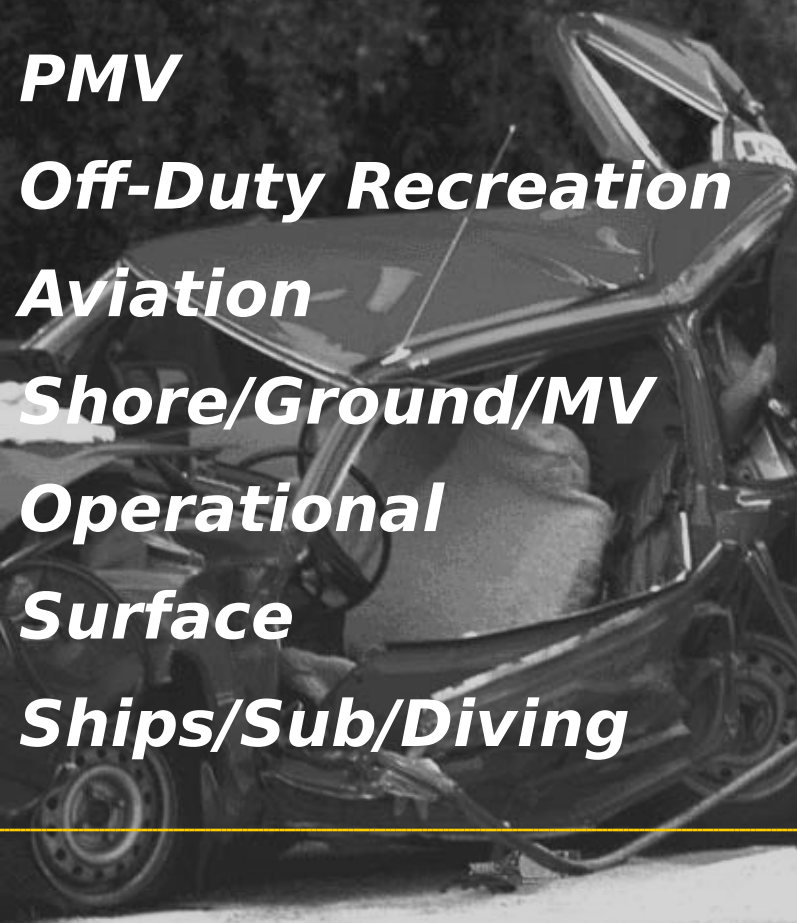 PMV
Off-Duty Recreation
Aviation
Shore/Ground/MV
Operational
Surface
Ships/Sub/Diving